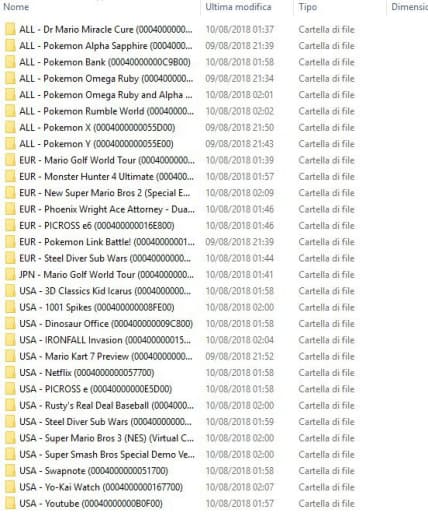 Nome Ultima modifica Tipo Dimensio
ALL - Dr Mario Miracle Cure (000400000... 10/08/2018 01:37 Cartella di file
ALL - Pokemon Alpha Sapphire (0004000... 09/08/2018 21:39 Cartella di file
ALL - Pokemon Bank (00040000000C9B00) 10/08/2018 01:58 Cartella di file
ALL - Pokemon Omega Ruby (000400000... 09/08/2018 21:34 Cartella di file
ALL - Pokemon Omega Ruby and Alpha ... 10/08/2018 02:01 Cartella di file
ALL - Pokemon Rumble World (0004000... 10/08/2018 02:02 Cartella di file
ALL - Pokemon X (0004000000055D00) 09/08/2018 21:50 Cartella di file
ALL - Pokemon Y (0004000000055E00) 09/08/2018 21:43 Cartella di file
EUR - Mario Golf World Tour (000400000... 10/08/2018 01:39 Cartella di file
EUR - Monster Hunter 4 Ultimate (00040... 10/08/2018 01:57 Cartella di file
EUR - New Super Mario Bros 2 (Special E... 10/08/2018 02:09 Cartella di file
EUR - Phoenix Wright Ace Attorney - Dua... 10/08/2018 01:46 Cartella di file
EUR - PICROSS e6 (000400000016E800) 10/08/2018 01:46 Cartella di file
EUR - Pokemon Link Battle! (00040000001... 09/08/2018 21:39 Cartella di file
EUR - Steel Diver Sub Wars (00040000000... 10/08/2018 01:44 Cartella di file
JPN - Mario Golf World Tour (000400000... 10/08/2018 01:41 Cartella di file
USA - 3D Classics Kid Icarus (0004000000... 10/08/2018 01:58 Cartella di file
USA - 1001 Spikes (000400000008FE00) 10/08/2018 02:00 Cartella di file
USA - Dinosaur Office (000400000009C800) 10/08/2018 01:58 Cartella di file
USA - IRONFALL Invasion (00040000015... 10/08/2018 02:04 Cartella di file
USA - Mario Kart 7 Preview (0004000000... 09/08/2018 21:52 Cartella di file
USA - Netflix (0004000000057700) 10/08/2018 01:58 Cartella di file
USA - PICROSS e (00040000000E5D00) 10/08/2018 01:58 Cartella di file
USA - Rusty's Real Deal Baseball (0004000... 10/08/2018 02:00 Cartella di file
USA - Steel Diver Sub Wars (0004000000... 10/08/2018 01:59 Cartella di file
USA - Super Mario Bros 3 (NES) (Virtual C... 10/08/2018 02:00 Cartella di file
USA - Super Smash Bros Special Demo Ve... 10/08/2018 02:00 Cartella di file
USA - Swapnote (0004000000051700) 10/08/2018 01:58 Cartella di file
USA - Yo-Kai Watch (0004000000167700) 10/08/2018 02:07 Cartella di file
USA - Youtube (00040000000B0F00) 10/08/2018 01:57 Cartella di file